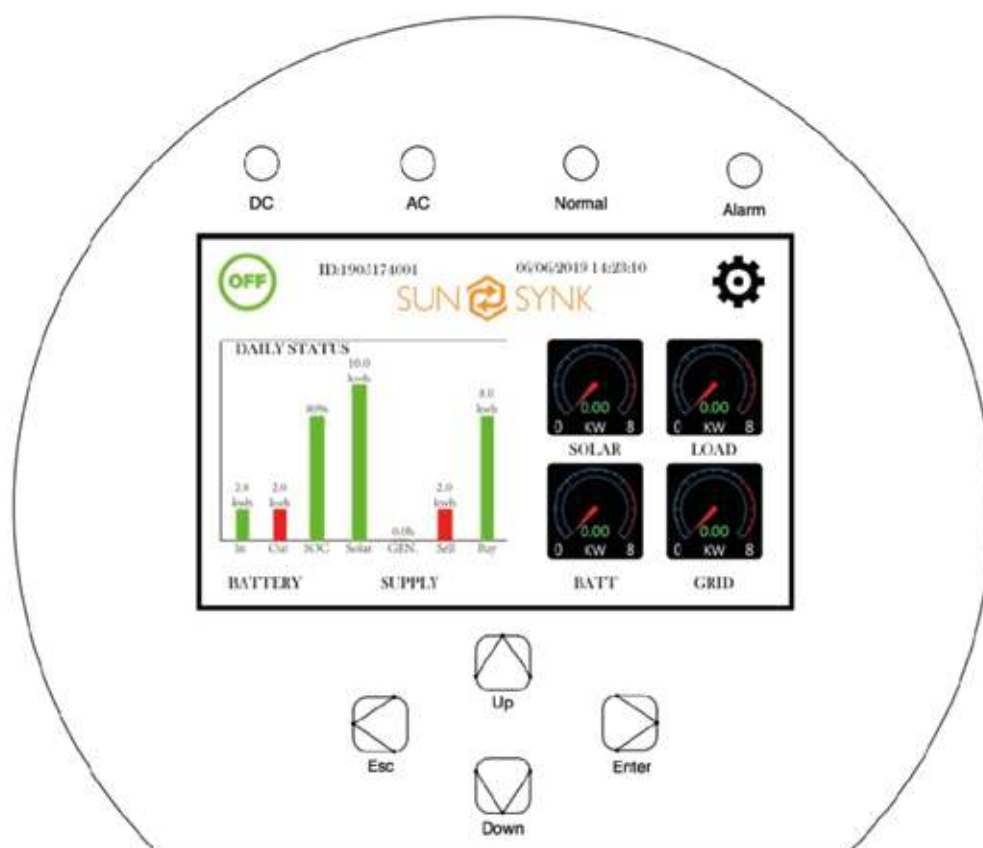 DC AC Normal Alarm
OFF ID:1903174001 06/06/2019 14:23:10
SUN SYNK
DAILY STATUS
10.0
kwh
80%
8.0
kwh
2.0 2.0 2.0
kwh kwh kwh
0.0h
In Out SOC Solar GEN. Sell Buy
BATTERY SUPPLY
0.00 0.00
0 KW 8 0 KW 8
SOLAR LOAD
0.00 0.00
0 KW 8 0 KW 8
BATT GRID
Up
Esc Enter
Down